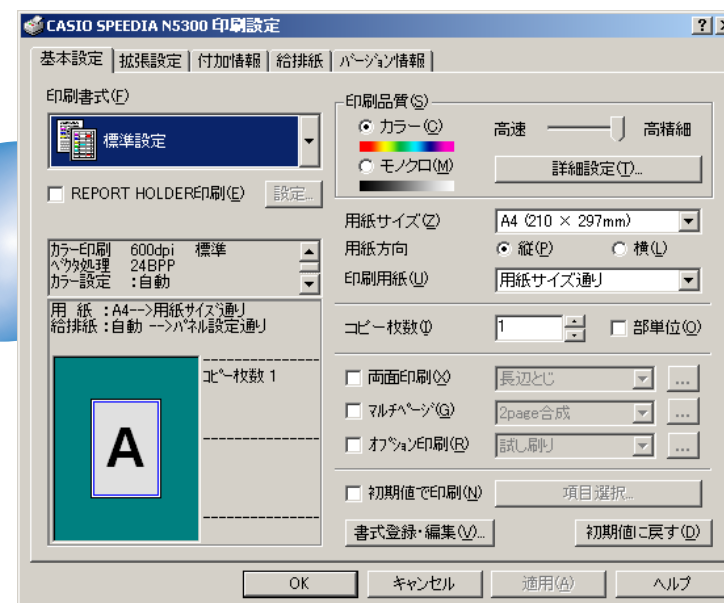 CASIO SPEEDIA N5300 印刷設定
基本設定 拡張設定 付加情報 給排紙 バージョン情報
印刷書式(F)
標準設定
REPORT HOLDER印刷(E) 設定...
カラー印刷 600dpi 標準
ベクタ処理 24BPP
カラー設定 :自動
用 紙 :A4-->用紙サイズ通り
給排紙:自動 -->パネル設定通り
コピー枚数 1
A
印刷品質(S)
カラー(C) 高速 高精細
モノクロ(M) 詳細設定(T)...
用紙サイズ(Z) A4 (210 × 297mm)
用紙方向 縦(P) 横(L)
印刷用紙(U) 用紙サイズ通り
コピー枚数(I) 1 部単位(O)
両面印刷(X) 長辺とじ ...
マルチページ(G) 2page合成 ...
オプション印刷(R) 試し刷り ...
初期値で印刷(N) 項目選択...
書式登録・編集(V)... 初期値に戻す(D)
OK キャンセル 適用(A) ヘルプ